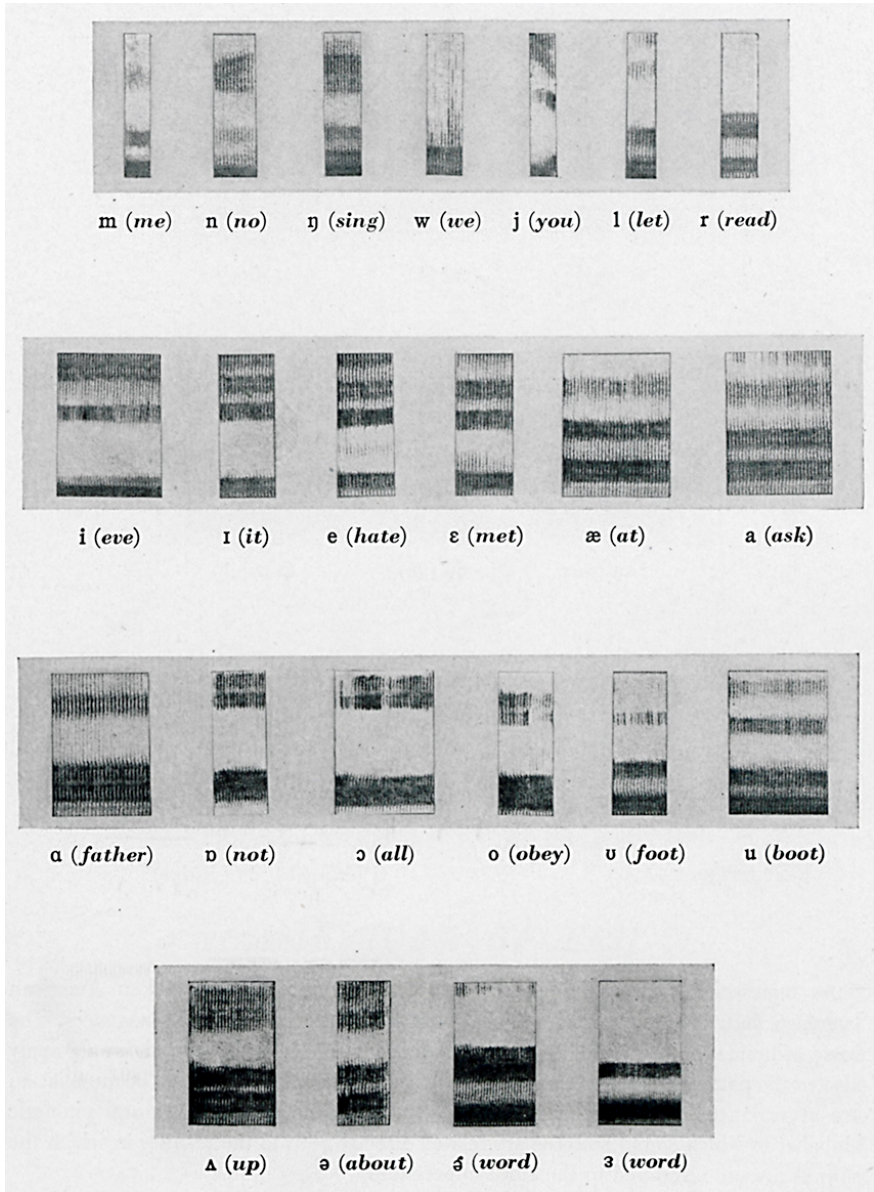 m (me) n (no) ŋ (sing) w (we) j (you) l (let) r (read)
i (eve) ɪ (it) e (hate) ɛ (met) æ (at) a (ask)
ɑ (father) ɒ (not) ɔ (all) o (obey) ʊ (foot) u (boot)
ʌ (up) ə (about) ɝ (word) ɜ (word)